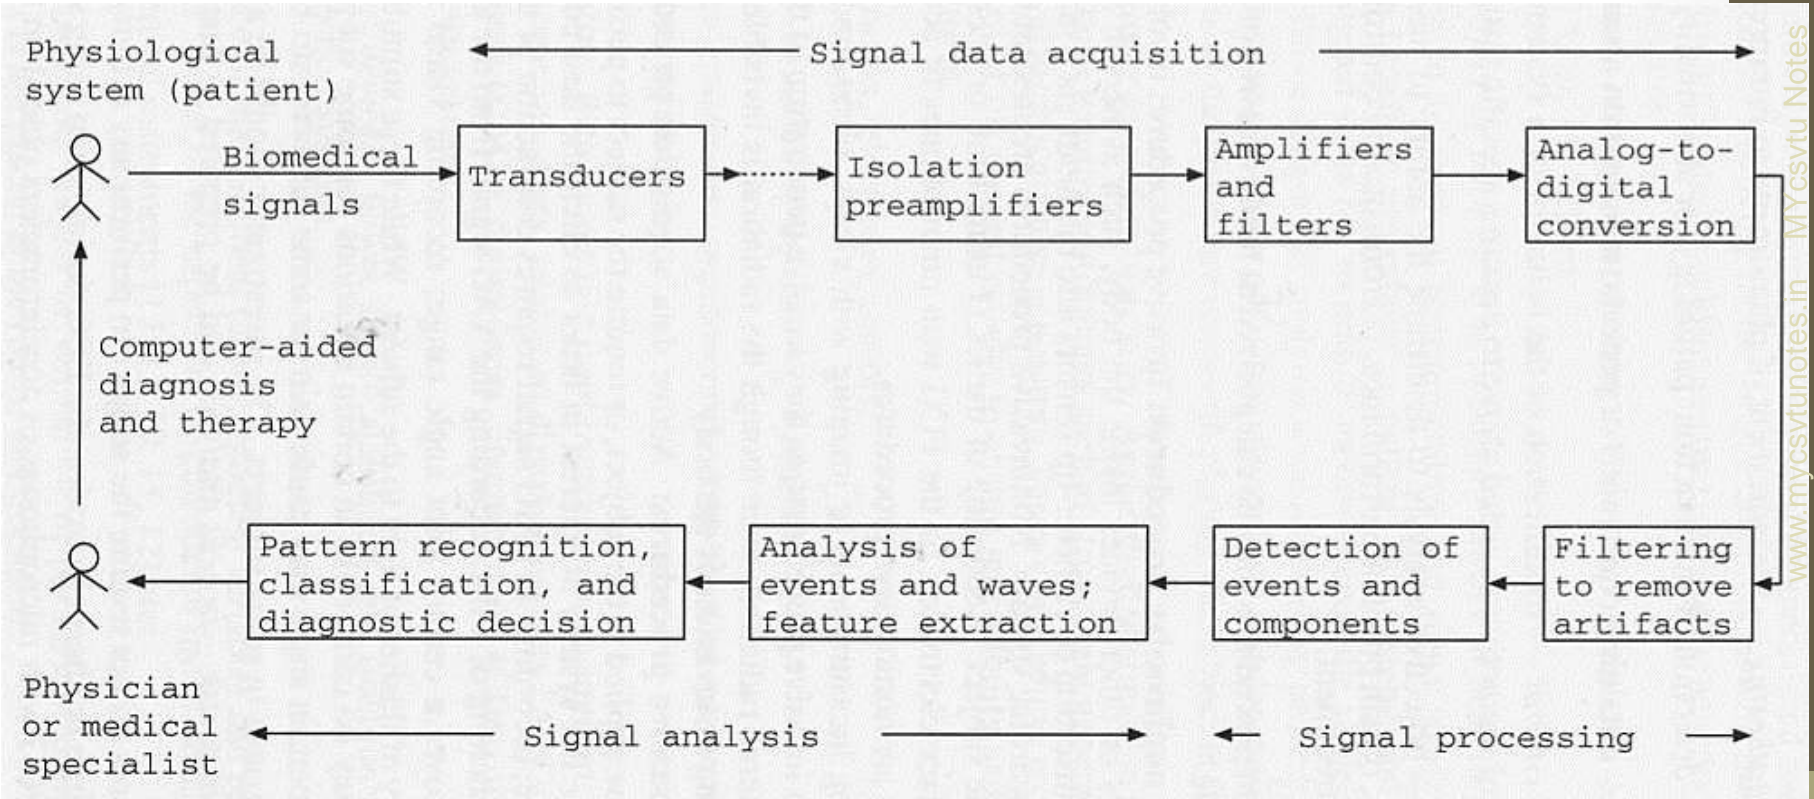 Physiological
system (patient)
Signal data acquisition
Biomedical
signals
Transducers
Isolation
preamplifiers
Amplifiers
and
filters
Analog-to-
digital
conversion
Computer-aided
diagnosis
and therapy
Filtering
to remove
artifacts
Detection of
events and
components
Analysis of
events and waves;
feature extraction
Pattern recognition,
classification, and
diagnostic decision
Physician
or medical
specialist
Signal analysis
Signal processing
www.mycsvtunotes.in MYcsvtu Notes